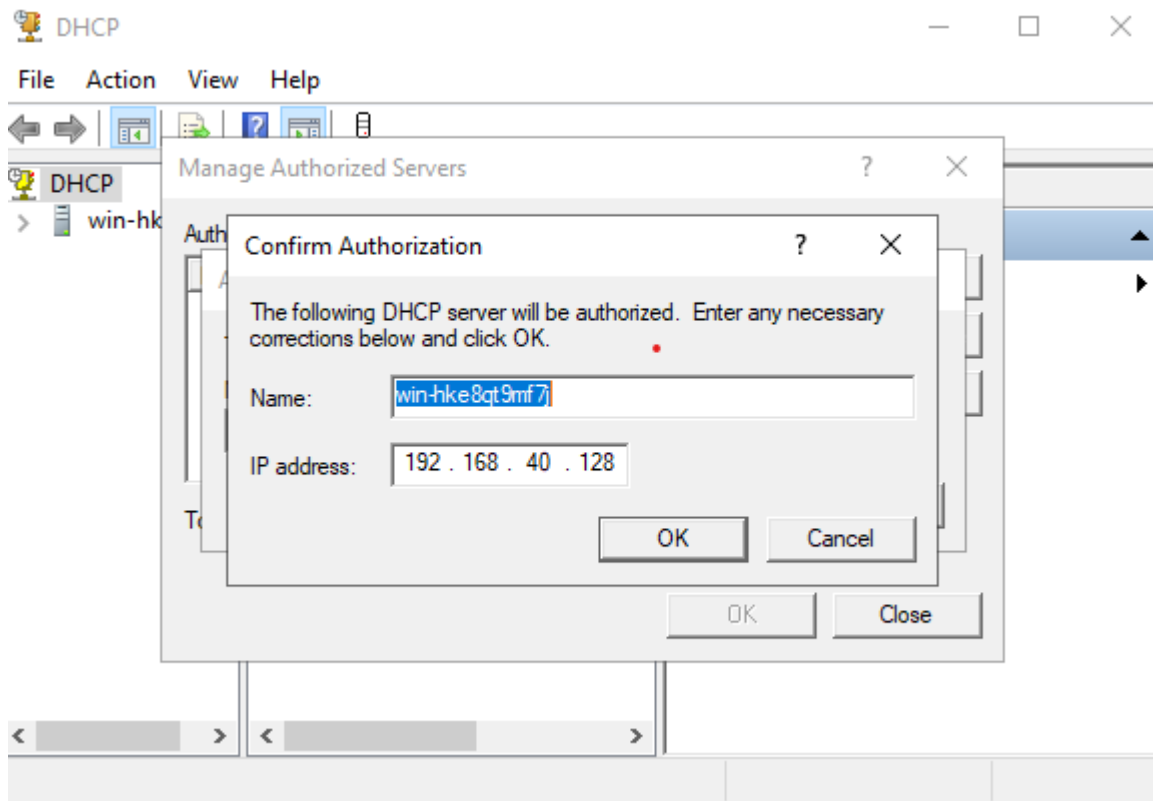 DHCP
File Action View Help
Manage Authorized Servers
DHCP
win-hk
Auth
Confirm Authorization
A
The following DHCP server will be authorized. Enter any necessary
corrections below and click OK.
Name: win-hke8qt9mf7j
IP address: 192 . 168 . 40 . 128
To
OK Cancel
OK Close